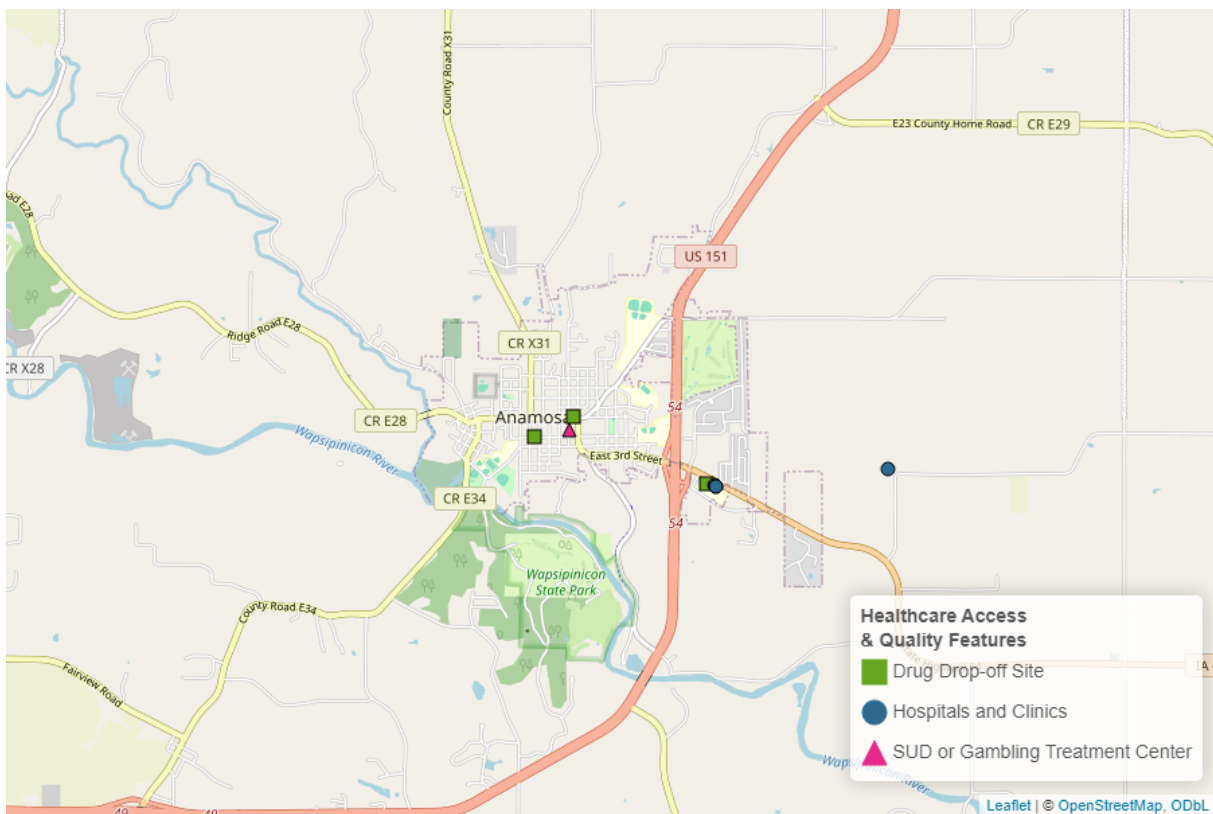 County Road X31
E23 County Home Road
CR E29
Road E28
US 151
Ridge Road E28
CR X31
CR X28
54
CR E28
Anamosa
Wapsipinicon River
East 3rd Street
CR E34
54
Wapsipinicon
State Park
County Road E34
Fairview Road
IA
Wapsipinicon River
49
49
Healthcare Access
& Quality Features
Drug Drop-off Site
Hospitals and Clinics
SUD or Gambling Treatment Center
Leaflet | © OpenStreetMap, ODbL